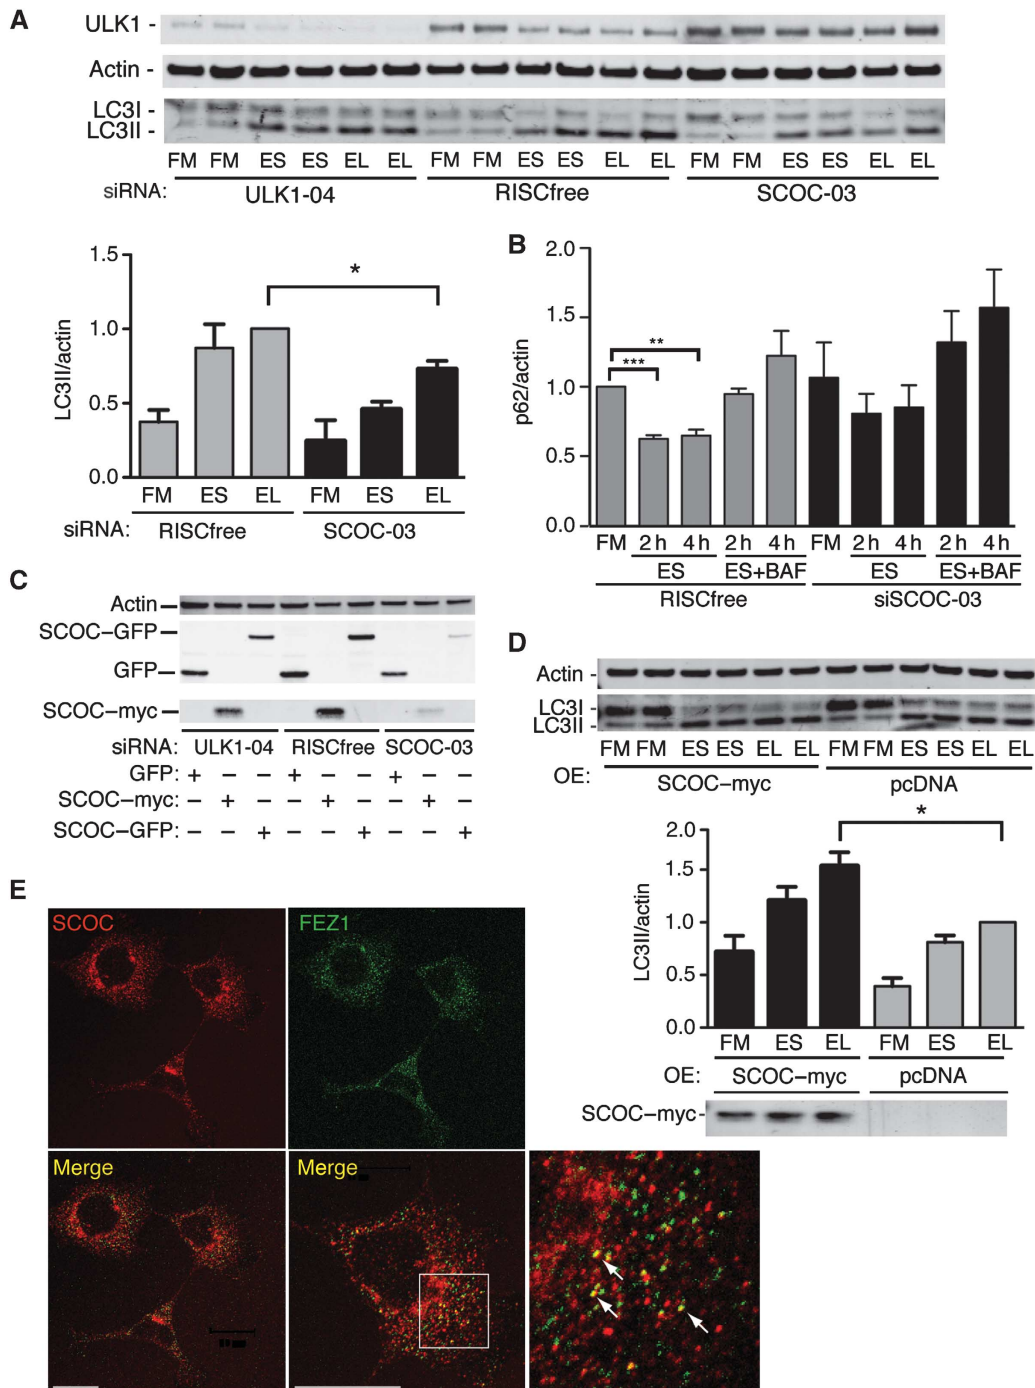 A
ULK1
Actin -
LC3I
LC3II
FM FM ES ES EL EL FM FM ES ES EL EL FM FM ES ES EL EL
siRNA: ULK1-04 RISCfree SCOC-03
LC3II/actin
1.5
1.0
0.5
0.0
*
FM ES EL FM ES EL
siRNA: RISCfree SCOC-03
B
p62/actin
2.0
1.5
1.0
0.5
0.0
**
***
FM 2 h 4 h 2 h 4 h FM 2 h 4 h 2 h 4 h
ES ES+BAF ES ES+BAF
RISCfree siSCOC-03
C
Actin
SCOC–GFP
GFP
SCOC–myc
siRNA: ULK1-04 RISCfree SCOC-03
GFP: + – – + – – + – –
SCOC–myc: – + – – + – – + –
SCOC–GFP: – – + – – + – – +
D
Actin -
LC3I
LC3II
FM FM ES ES EL EL FM FM ES ES EL EL
OE: SCOC–myc pcDNA
LC3II/actin
2.0
1.5
1.0
0.5
0.0
*
FM ES EL FM ES EL
OE: SCOC–myc pcDNA
SCOC–myc-
E
SCOC
FEZ1
Merge
Merge